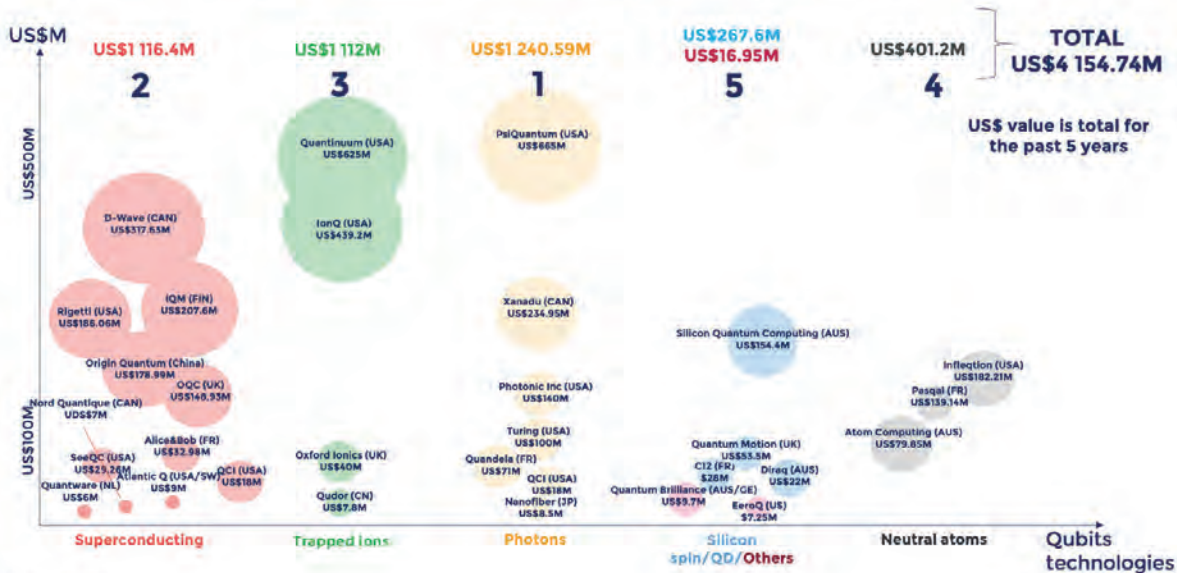 US$M
US$1 116.4M
US$1 112M
US$1 240.59M
US$267.6M
US$16.95M
US$401.2M
TOTAL
US$4 154.74M
2
3
1
5
4
US$ value is total for
the past 5 years
US$500M
US$100M
Quantinuum (USA)
US$625M
PsiQuantum (USA)
US$665M
D-Wave (CAN)
US$317.65M
IonQ (USA)
US$439.2M
Rigetti (USA)
US$186.06M
IQM (FIN)
US$207.6M
Xanadu (CAN)
US$234.95M
Silicon Quantum Computing (AUS)
US$154.4M
Origin Quantum (China)
US$178.99M
OQC (UK)
US$148.93M
Infleqtion (USA)
US$182.21M
Pasqal (FR)
US$139.14M
Photonic Inc (USA)
US$140M
Nord Quantique (CAN)
UDS$7M
Alice&Bob (FR)
US$32.98M
Turing (USA)
US$100M
Atom Computing (AUS)
US$79.85M
SeeQC (USA)
US$29.26M
Atlantic Q (USA/SW)
US$9M
QCI (USA)
US$18M
Oxford Ionics (UK)
US$40M
Quandela (FR)
US$71M
Quantum Motion (UK)
US$53.5M
C12 (FR)
$28M
Diraq (AUS)
US$22M
Quantware (NL)
US$6M
Qudor (CN)
US$7.8M
QCI (USA)
US$18M
Nanofiber (JP)
US$8.5M
Quantum Brilliance (AUS/GE)
US$9.7M
EeroQ (US)
$7.25M
Superconducting
Trapped Ions
Photons
Silicon
spin/QD/Others
Neutral atoms
Qubits
technologies